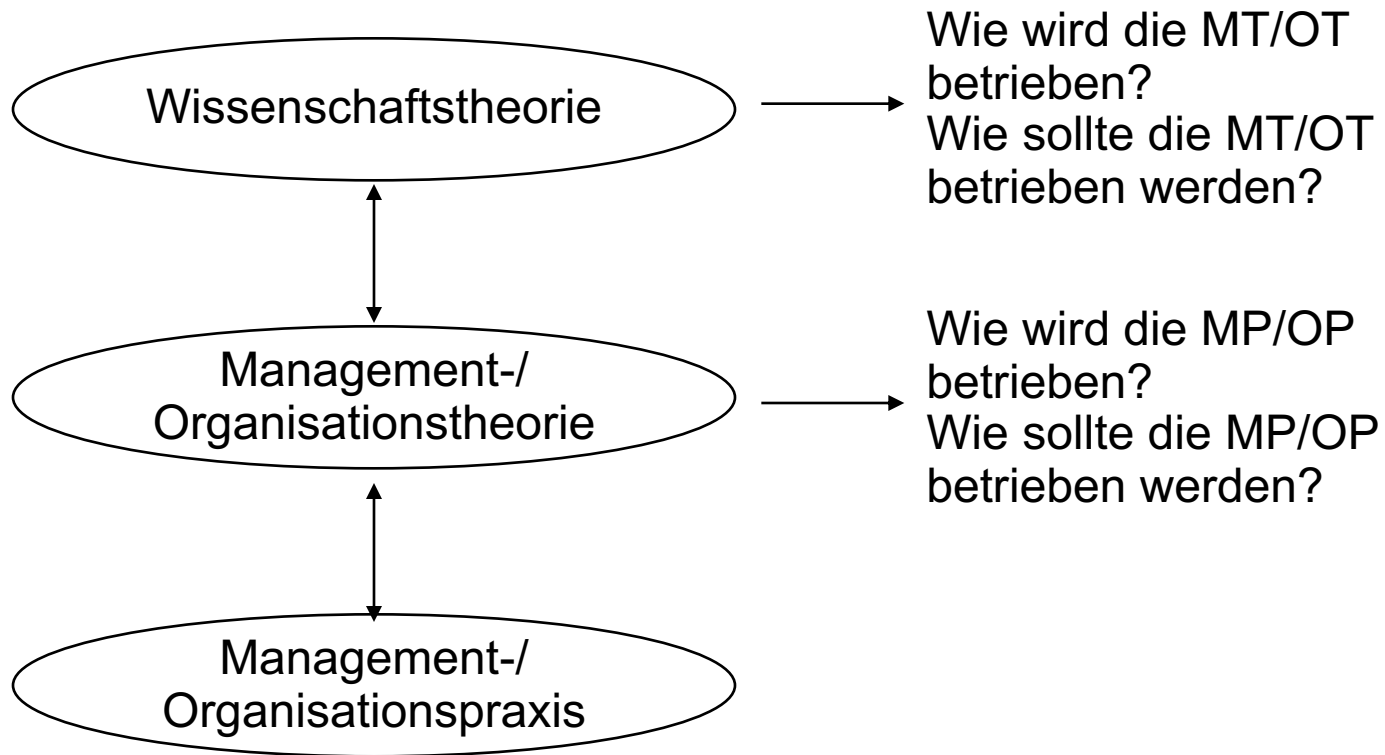 Wissenschaftstheorie
Wie wird die MT/OT
betrieben?
Wie sollte die MT/OT
betrieben werden?
Management-/
Organisationstheorie
Wie wird die MP/OP
betrieben?
Wie sollte die MP/OP
betrieben werden?
Management-/
Organisationspraxis